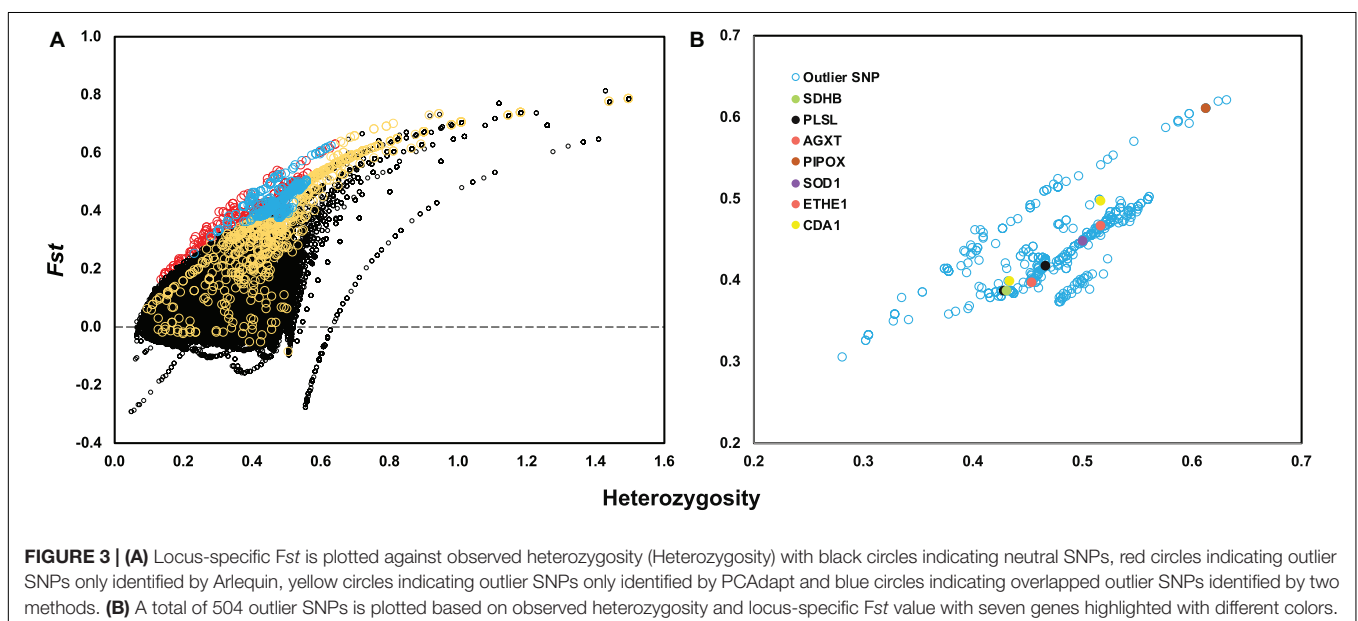 A
1.0
0.8
0.6
0.4
0.2
0.0
-0.2
-0.4
Fst
0.0 0.2 0.4 0.6 0.8 1.0 1.2 1.4 1.6
B
0.7
0.6
0.5
0.4
0.3
0.2
Outlier SNP
SDHB
PLSL
AGXT
PIPOX
SOD1
ETHE1
CDA1
0.2 0.3 0.4 0.5 0.6 0.7
Heterozygosity
FIGURE 3 | (A) Locus-specific Fst is plotted against observed heterozygosity (Heterozygosity) with black circles indicating neutral SNPs, red circles indicating outlier
SNPs only identified by Arlequin, yellow circles indicating outlier SNPs only identified by PCAdapt and blue circles indicating overlapped outlier SNPs identified by two
methods. (B) A total of 504 outlier SNPs is plotted based on observed heterozygosity and locus-specific Fst value with seven genes highlighted with different colors.